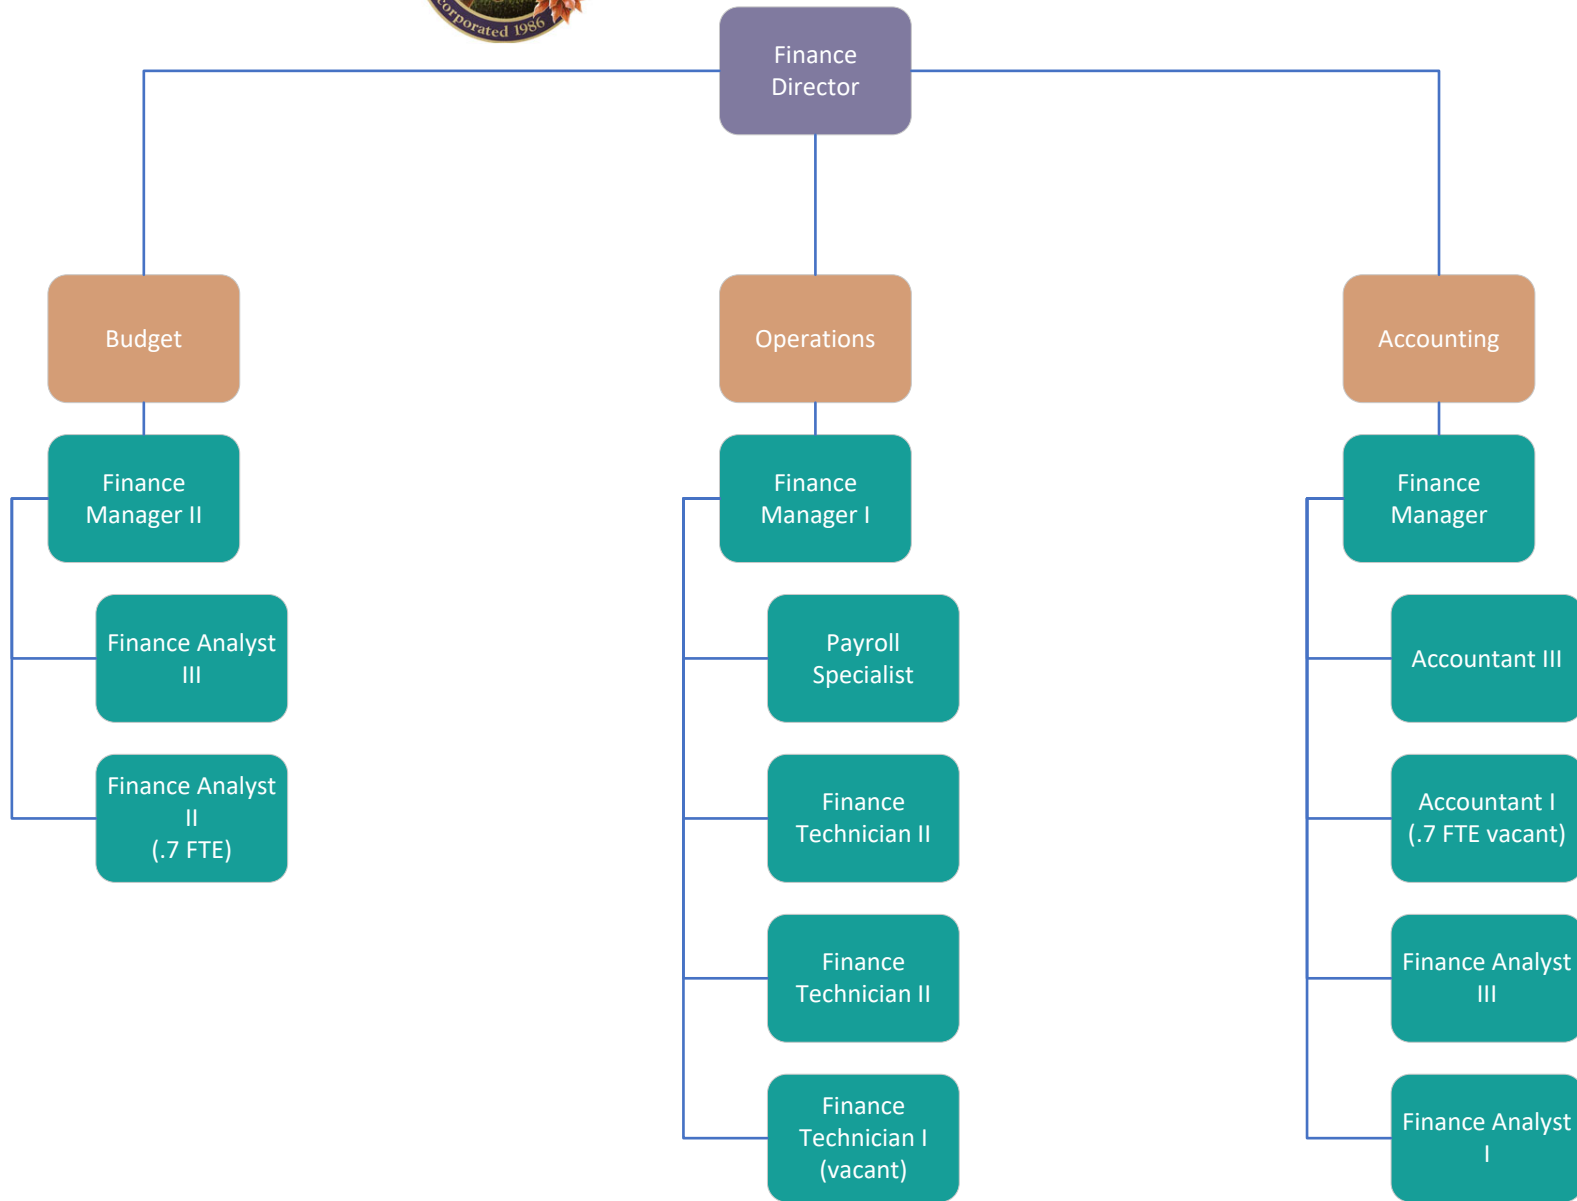 corporated 1986
Finance
Director
Budget
Operations
Accounting
Finance
Manager II
Finance
Manager I
Finance
Manager
Finance Analyst
III
Payroll
Specialist
Accountant III
Finance Analyst
II
(.7 FTE)
Finance
Technician II
Accountant I
(.7 FTE vacant)
Finance
Technician II
Finance Analyst
III
Finance
Technician I
(vacant)
Finance Analyst
I